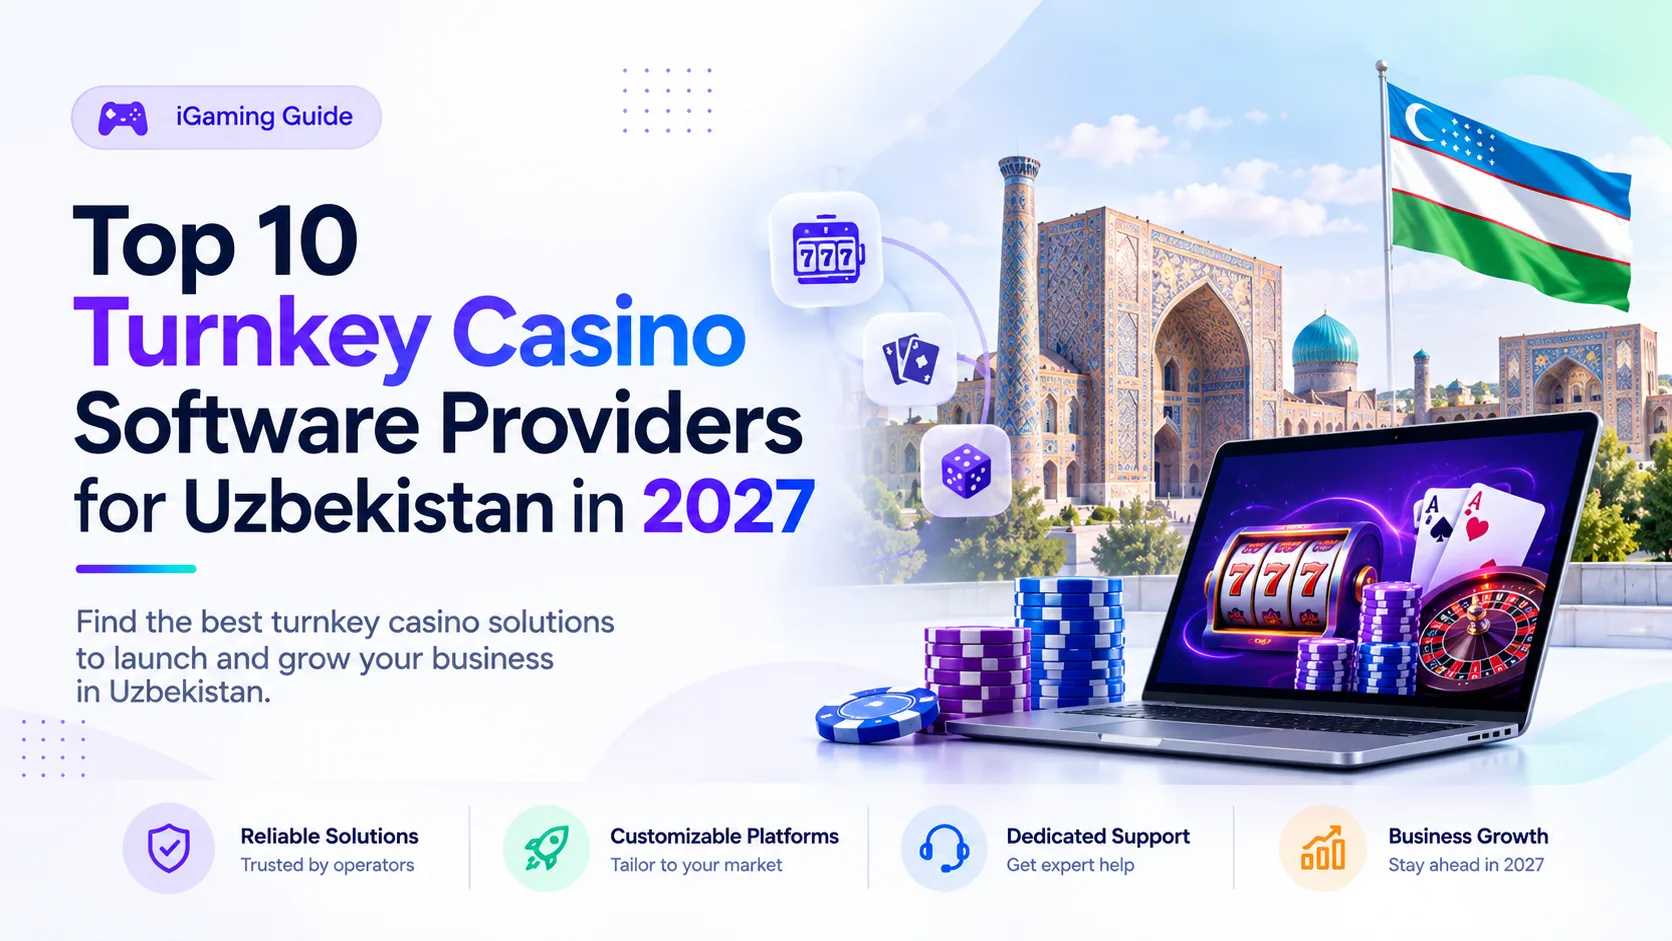 iGaming Guide
Top 10
Turnkey Casino
Software Providers
for Uzbekistan in 2027
Find the best turnkey casino solutions
to launch and grow your business
in Uzbekistan.
777
A A
777
Reliable Solutions
Trusted by operators
Customizable Platforms
Tailor to your market
Dedicated Support
Get expert help
Business Growth
Stay ahead in 2027